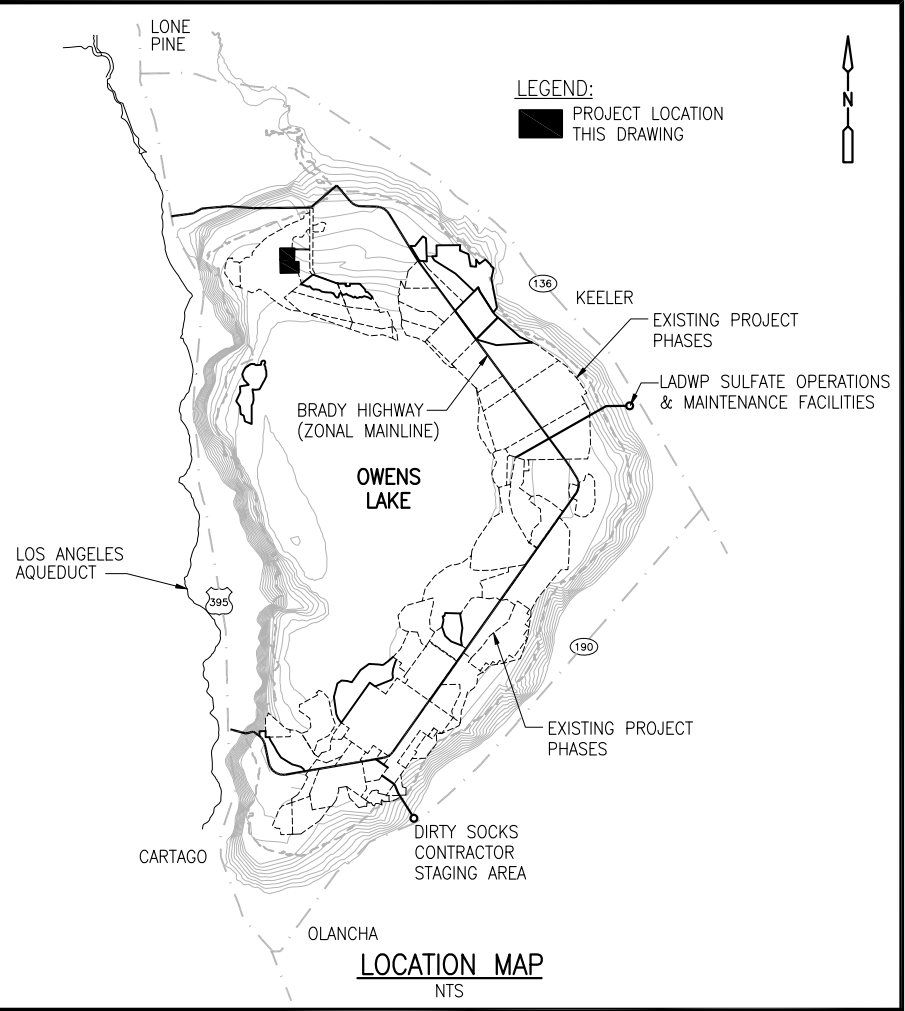 LONE
PINE
LEGEND:
PROJECT LOCATION
THIS DRAWING
N
136
KEELER
EXISTING PROJECT
PHASES
LADWP SULFATE OPERATIONS
& MAINTENANCE FACILITIES
BRADY HIGHWAY
(ZONAL MAINLINE)
OWENS
LAKE
LOS ANGELES
AQUEDUCT
395
190
EXISTING PROJECT
PHASES
DIRTY SOCKS
CONTRACTOR
STAGING AREA
CARTAGO
OLANCHA
LOCATION MAP
NTS